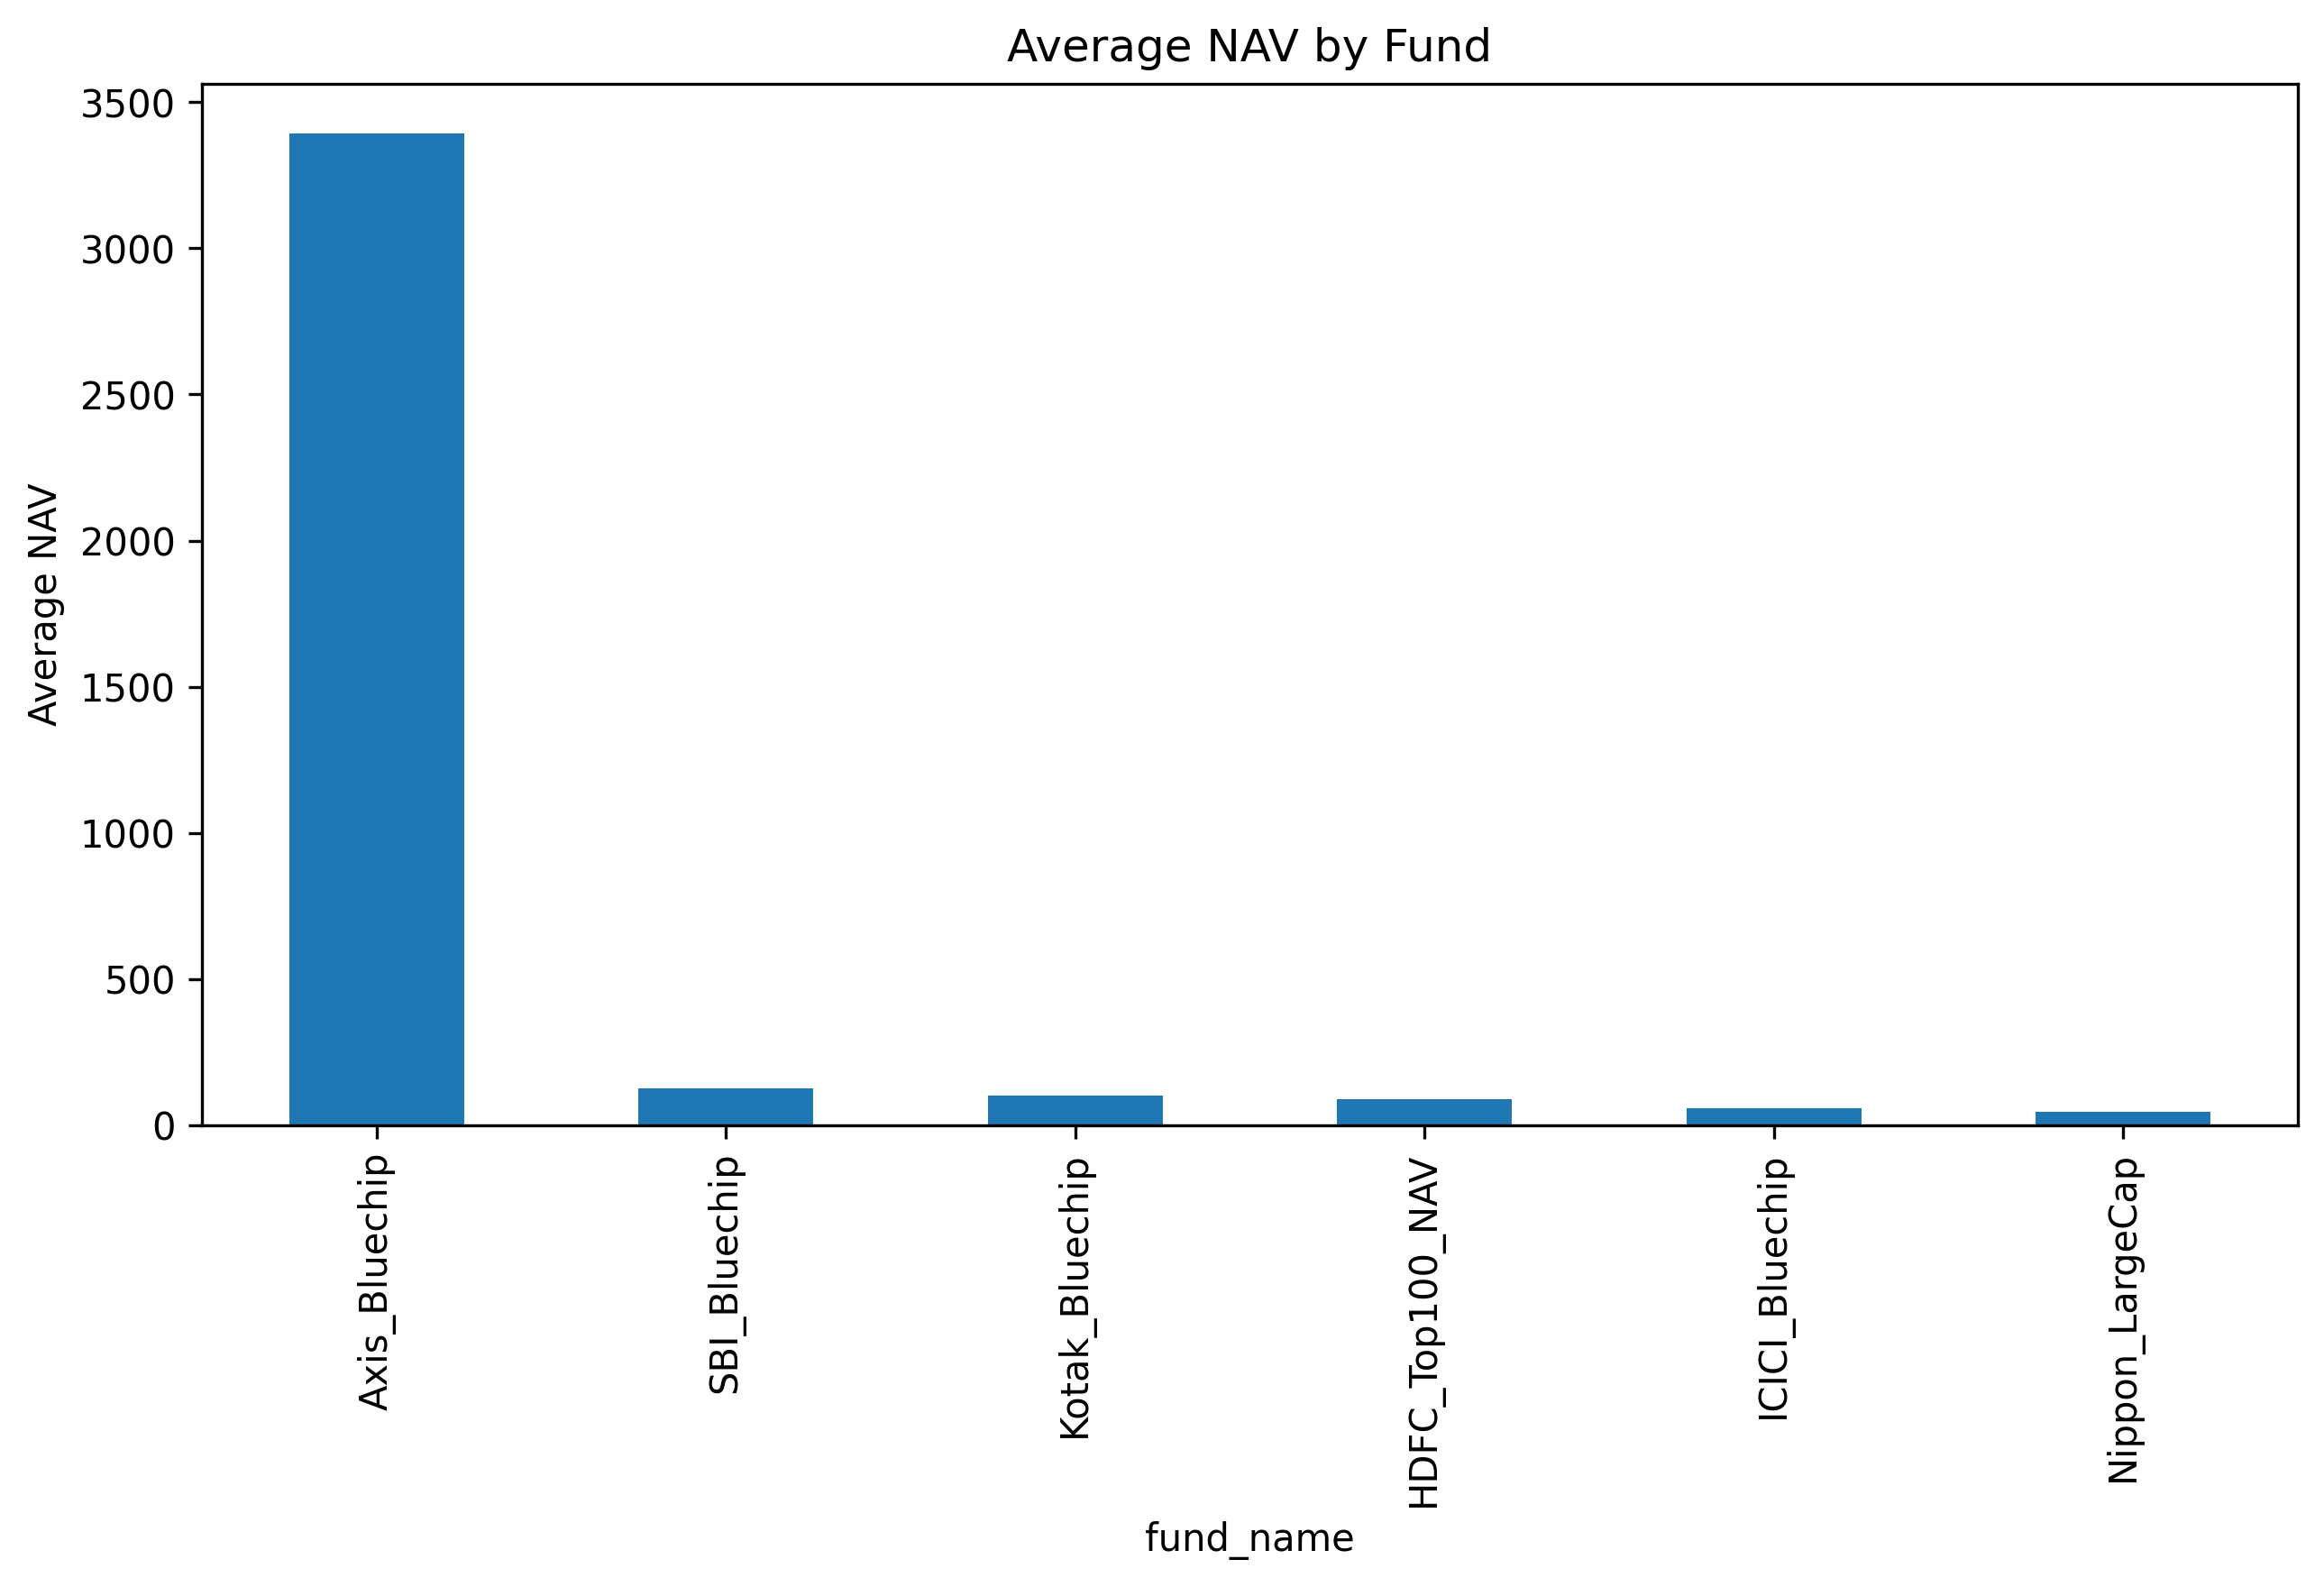 Average NAV by Fund
3500
3000
2500
2000
1500
1000
500
0
Average NAV
Axis_Bluechip
SBI_Bluechip
Kotak_Bluechip
HDFC_Top100_NAV
ICICI_Bluechip
Nippon_LargeCap
fund_name